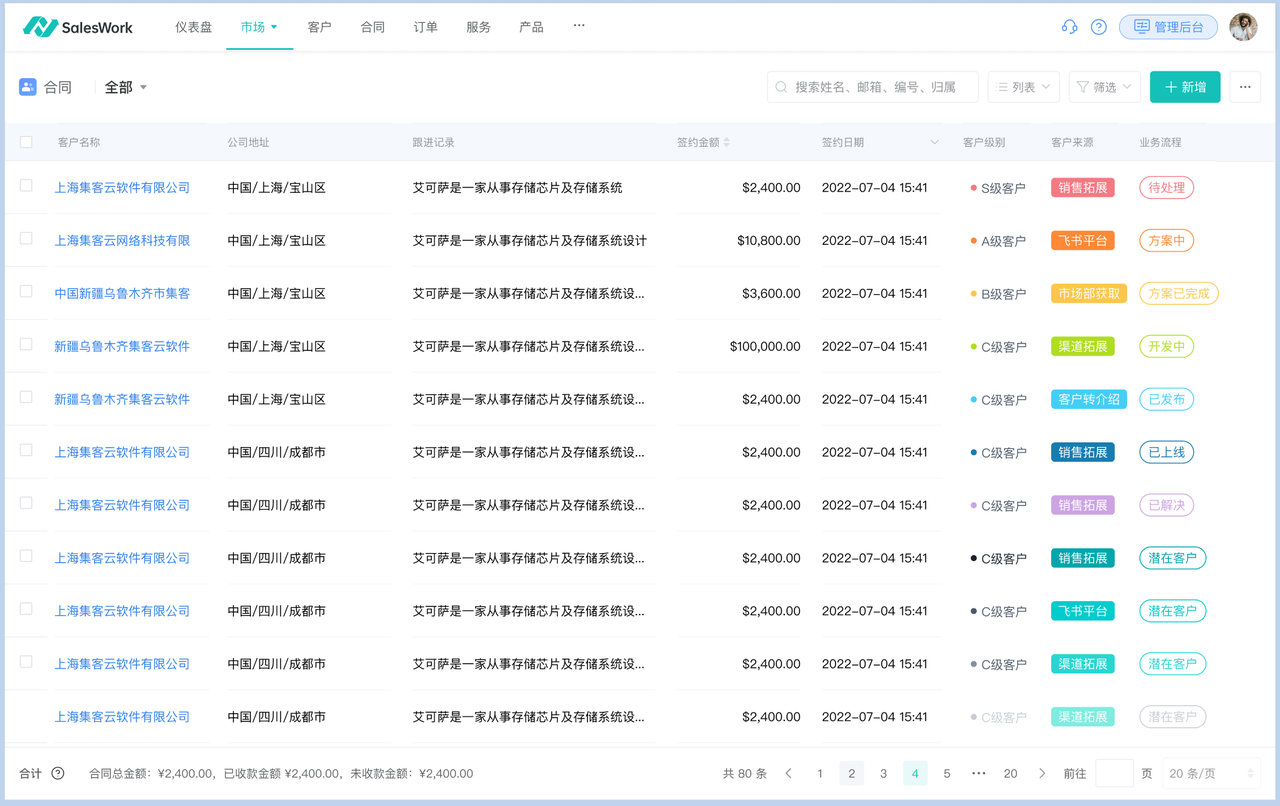 SalesWork 仪表盘 市场 客户 合同 订单 服务 产品 ··· 管理后台
合同 全部 搜索姓名、邮箱、编号、归属 列表 筛选 + 新增 ···
客户名称 公司地址 跟进记录 签约金额 签约日期 客户级别 客户来源 业务流程
上海集客云软件有限公司 中国/上海/宝山区 艾可萨是一家从事存储芯片及存储系统 $2,400.00 2022-07-04 15:41 S级客户 销售拓展 待处理
上海集客云网络科技有限 中国/上海/宝山区 艾可萨是一家从事存储芯片及存储系统设计 $10,800.00 2022-07-04 15:41 A级客户 飞书平台 方案中
中国新疆乌鲁木齐市集客 中国/上海/宝山区 艾可萨是一家从事存储芯片及存储系统设... $3,600.00 2022-07-04 15:41 B级客户 市场部获取 方案已完成
新疆乌鲁木齐集客云软件 中国/上海/宝山区 艾可萨是一家从事存储芯片及存储系统设... $100,000.00 2022-07-04 15:41 C级客户 渠道拓展 开发中
新疆乌鲁木齐集客云软件 中国/上海/宝山区 艾可萨是一家从事存储芯片及存储系统设... $2,400.00 2022-07-04 15:41 C级客户 客户转介绍 已发布
上海集客云软件有限公司 中国/四川/成都市 艾可萨是一家从事存储芯片及存储系统设... $2,400.00 2022-07-04 15:41 C级客户 销售拓展 已上线
上海集客云软件有限公司 中国/四川/成都市 艾可萨是一家从事存储芯片及存储系统设... $2,400.00 2022-07-04 15:41 C级客户 销售拓展 已解决
上海集客云软件有限公司 中国/四川/成都市 艾可萨是一家从事存储芯片及存储系统设... $2,400.00 2022-07-04 15:41 C级客户 销售拓展 潜在客户
上海集客云软件有限公司 中国/四川/成都市 艾可萨是一家从事存储芯片及存储系统设... $2,400.00 2022-07-04 15:41 C级客户 飞书平台 潜在客户
上海集客云软件有限公司 中国/四川/成都市 艾可萨是一家从事存储芯片及存储系统设... $2,400.00 2022-07-04 15:41 C级客户 渠道拓展 潜在客户
上海集客云软件有限公司 中国/四川/成都市 艾可萨是一家从事存储芯片及存储系统设... $2,400.00 2022-07-04 15:41 C级客户 渠道拓展 潜在客户
合计 ? 合同总金额：¥2,400.00，已收款金额 ¥2,400.00，未收款金额：¥2,400.00 共 80 条 1 2 3 4 5 ··· 20 前往 页 20 条/页